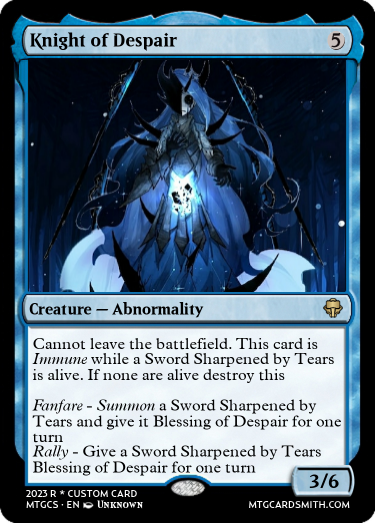 Knight of Despair 5
Creature — Abnormality
Cannot leave the battlefield. This card is
Immune while a Sword Sharpened by Tears
is alive. If none are alive destroy this
Fanfare - Summon a Sword Sharpened by
Tears and give it Blessing of Despair for one
turn
Rally - Give a Sword Sharpened by Tears
Blessing of Despair for one turn
3/6
2023 R * CUSTOM CARD
MTGCS · EN Unknown
MTGCARDSMITH.COM